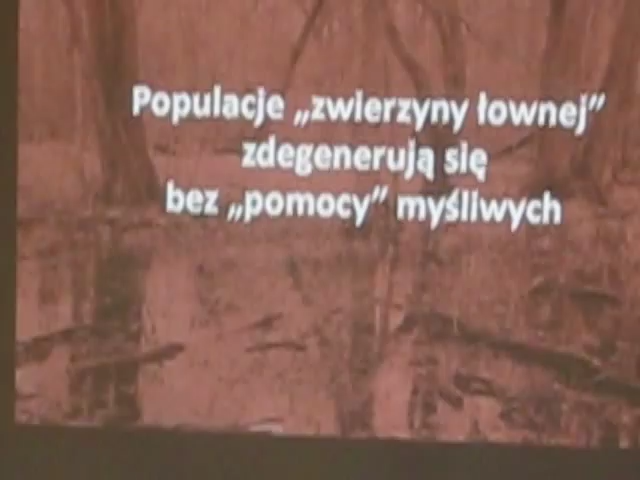 Populacje „zwierzyny łownej”
zdegenerują się
bez „pomocy” myśliwych